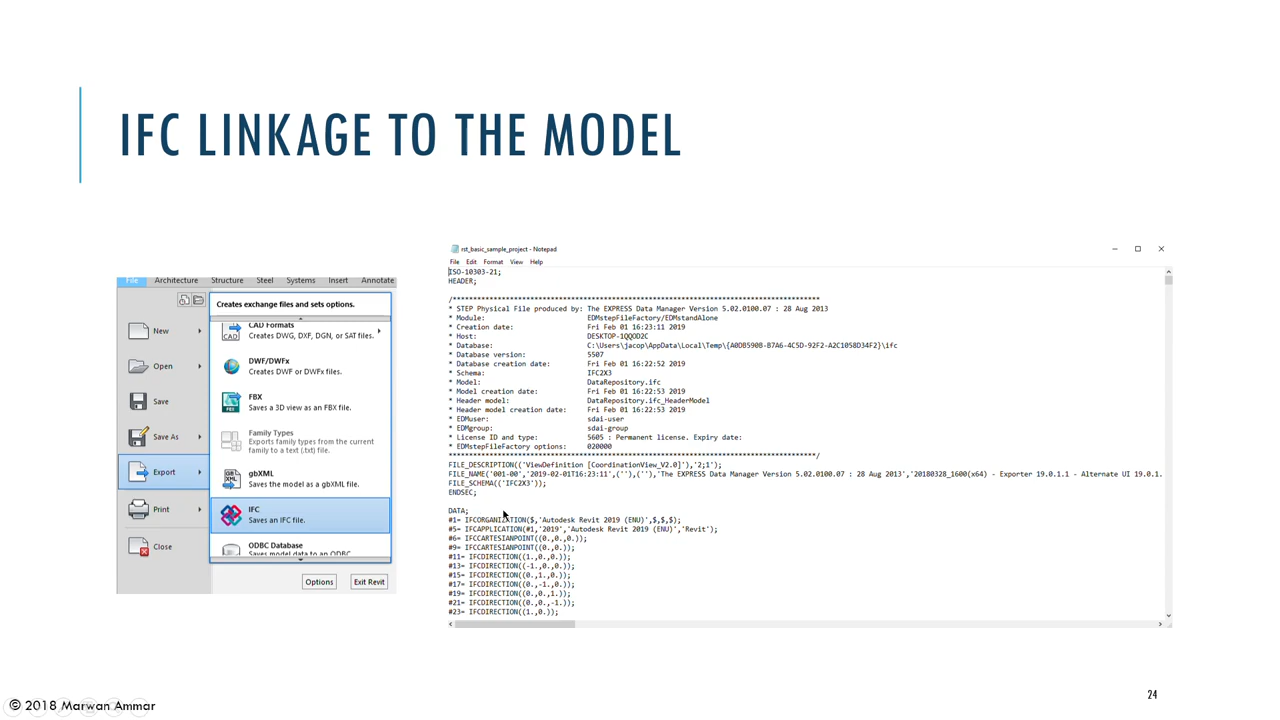 IFC LINKAGE TO THE MODEL
File Architecture Structure Steel Systems Insert Annotate
Creates exchange files and sets options.
New
Open
Save
Save As
Export
Print
Close
CAD Formats
Creates DWG, DXF, DGN, or SAT files.
DWF/DWFx
Creates DWF or DWFx files.
FBX
Saves a 3D view as an FBX file.
Family Types
Exports family types from the current
family to a text (.txt) file.
gbXML
Saves the model as a gbXML file.
IFC
Saves an IFC file.
ODBC Database
Saves model data to an ODBC
Options Exit Revit
rst_basic_sample_project - Notepad
File Edit Format View Help
ISO-10303-21;
HEADER;
/******************************************************************************************
* STEP Physical File produced by: The EXPRESS Data Manager Version 5.02.0100.07 : 28 Aug 2013
* Module: EDMstepFileFactory/EDMstandAlone
* Creation date: Fri Feb 01 16:23:11 2019
* Host: DESKTOP-1QQOD2C
* Database: C:\Users\jacop\AppData\Local\Temp\{A0DB590B-B7A6-4C5D-92F2-A2C1058D34F2}\ifc
* Database version: 5507
* Database creation date: Fri Feb 01 16:22:52 2019
* Schema: IFC2X3
* Model: DataRepository.ifc
* Model creation date: Fri Feb 01 16:22:53 2019
* Header model: DataRepository.ifc_HeaderModel
* Header model creation date: Fri Feb 01 16:22:53 2019
* EDMuser: sdai-user
* EDMgroup: sdai-group
* License ID and type: 5605 : Permanent license. Expiry date:
* EDMstepFileFactory options: 020000
******************************************************************************************/
FILE_DESCRIPTION(('ViewDefinition [CoordinationView_V2.0]'),'2;1');
FILE_NAME('001-00','2019-02-01T16:23:11',(''),(''),'The EXPRESS Data Manager Version 5.02.0100.07 : 28 Aug 2013','20180328_1600(x64) - Exporter 19.0.1.1 - Alternate UI 19.0.1.
FILE_SCHEMA(('IFC2X3'));
ENDSEC;
DATA;
#1= IFCORGANIZATION($,'Autodesk Revit 2019 (ENU)',$,$,$);
#5= IFCAPPLICATION(#1,'2019','Autodesk Revit 2019 (ENU)','Revit');
#6= IFCCARTESIANPOINT((0.,0.,0.));
#9= IFCCARTESIANPOINT((0.,0.));
#11= IFCDIRECTION((1.,0.,0.));
#13= IFCDIRECTION((-1.,0.,0.));
#15= IFCDIRECTION((0.,1.,0.));
#17= IFCDIRECTION((0.,-1.,0.));
#19= IFCDIRECTION((0.,0.,1.));
#21= IFCDIRECTION((0.,0.,-1.));
#23= IFCDIRECTION((1.,0.));
24
© 2018 Marwan Ammar